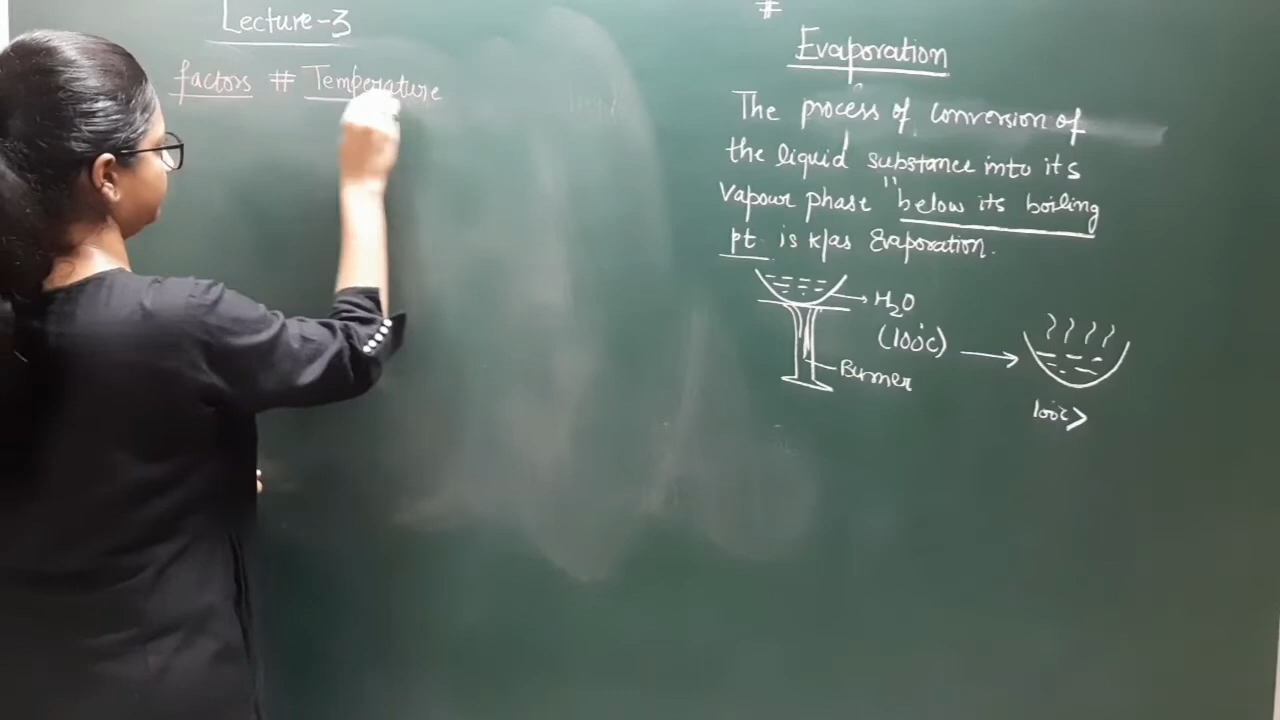 Lecture-3
factors # Temperature
#
Evaporation
The process of conversion of
the liquid substance into its
Vapour phase "below its boiling
pt is k/as Evaporation.
H₂O
(100°C)
Burner
100°C >